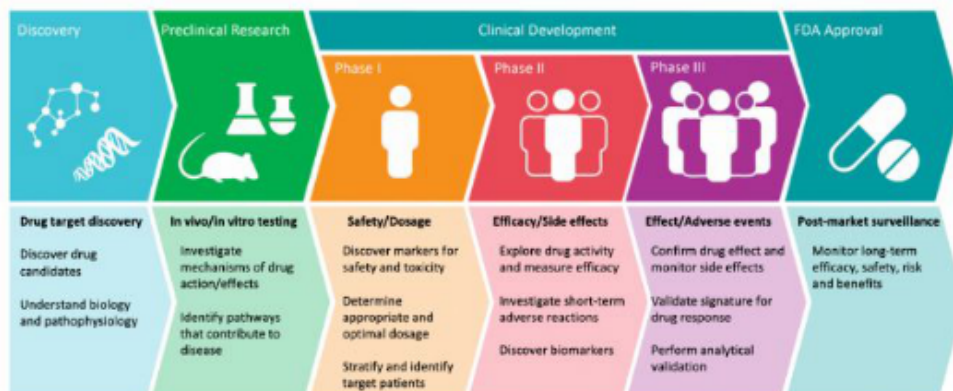 Discovery
Preclinical Research
Clinical Development
FDA Approval
Phase I
Phase II
Phase III
Drug target discovery
Discover drug
candidates
Understand biology
and pathophysiology
In vivo/in vitro testing
Investigate
mechanisms of drug
action/effects
Identify pathways
that contribute to
disease
Safety/Dosage
Discover markers for
safety and toxicity
Determine
appropriate and
optimal dosage
Stratify and identify
target patients
Efficacy/Side effects
Explore drug activity
and measure efficacy
Investigate short-term
adverse reactions
Discover biomarkers
Effect/Adverse events
Confirm drug effect and
monitor side effects
Validate signature for
drug response
Perform analytical
validation
Post-market surveillance
Monitor long-term
efficacy, safety, risk
and benefits